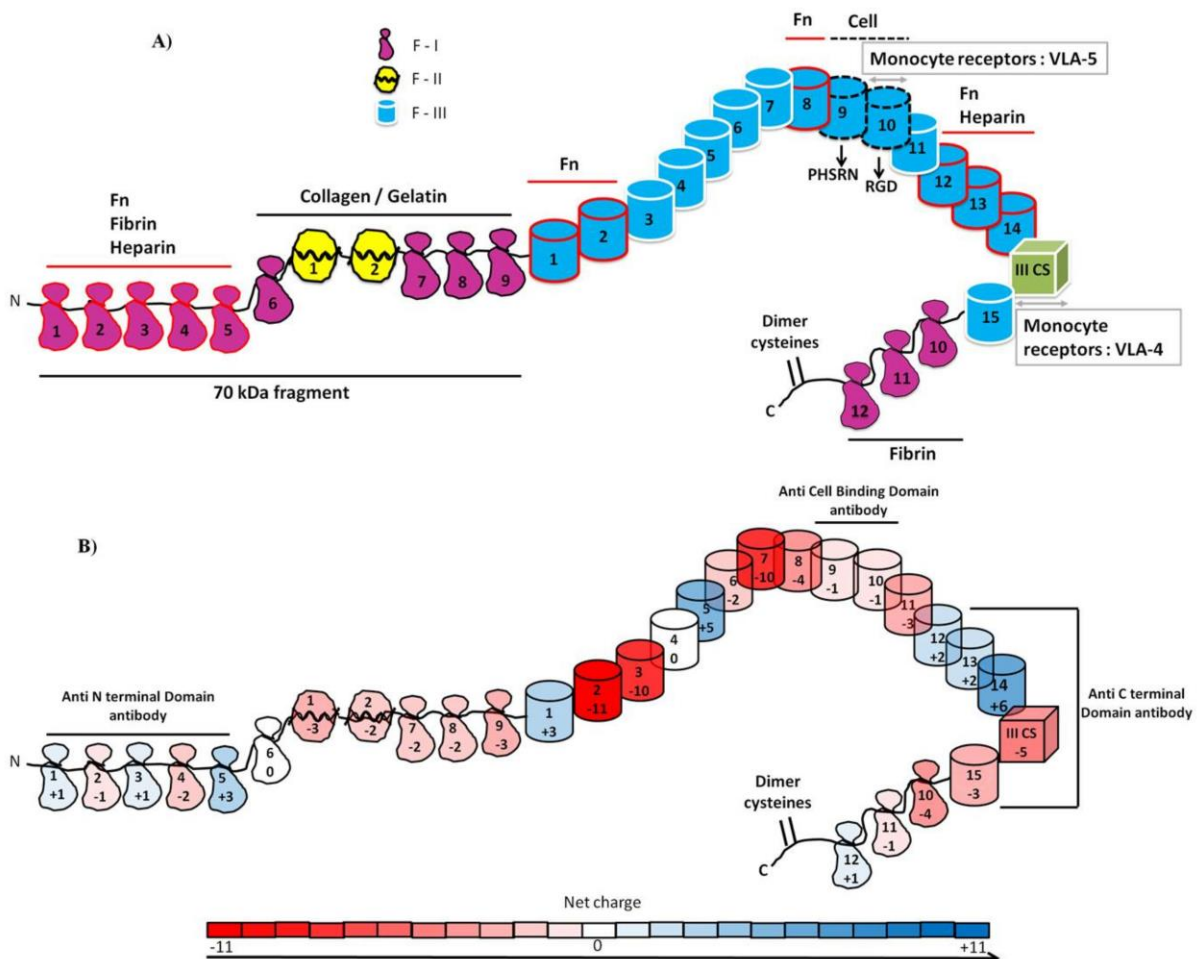 A)
F - I
F - II
F - III
Fn
Cell
Monocyte receptors : VLA-5
Fn
Heparin
7
8
9
10
6
11
5
12
4
13
3
14
PHSRN
RGD
Fn
Collagen / Gelatin
Fn
Fibrin
Heparin
1
2
1
2
7
8
9
6
N
1
2
3
4
5
III CS
15
Monocyte
receptors : VLA-4
Dimer
cysteines
10
11
12
C
70 kDa fragment
Fibrin
B)
Anti Cell Binding Domain
antibody
7
-10
8
-4
9
-1
10
-1
6
-2
11
-3
5
+5
12
+2
4
0
13
+2
3
-10
14
+6
2
-11
1
+3
Anti C terminal
Domain antibody
Anti N terminal Domain
antibody
1
-3
2
-2
7
-2
8
-2
9
-3
6
0
N
1
+1
2
-1
3
+1
4
-2
5
+3
III CS
-5
15
-3
Dimer
cysteines
10
-4
11
-1
12
+1
C
Net charge
-11
0
+11